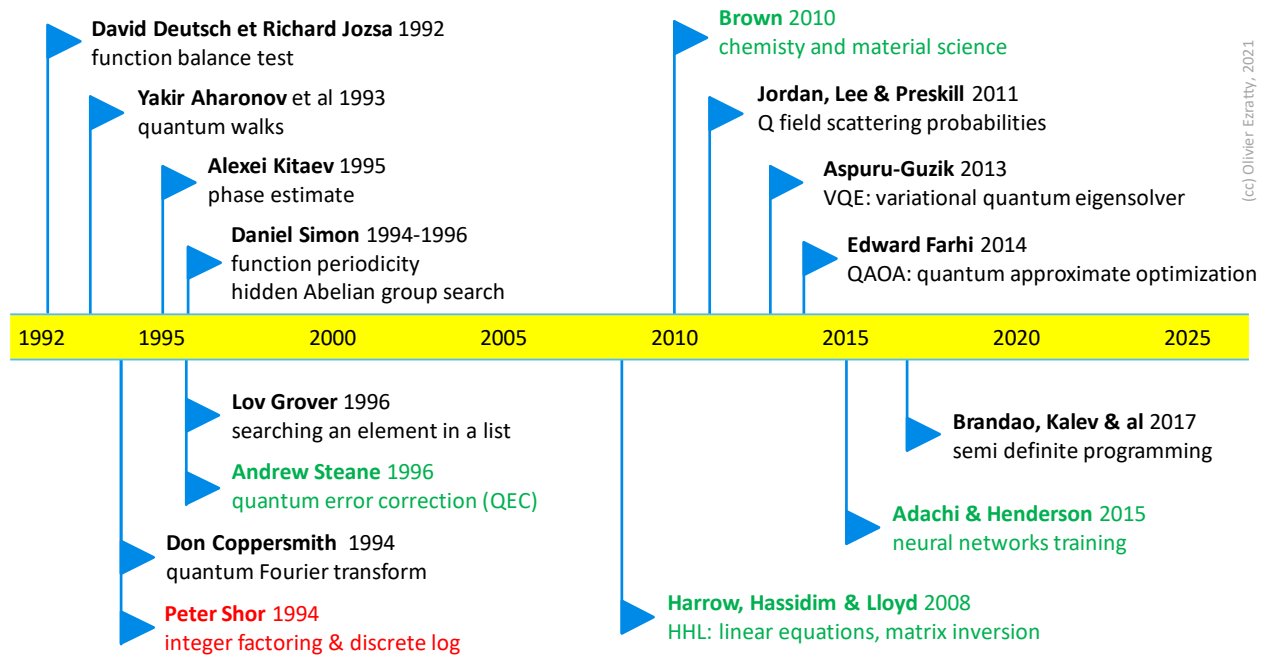 David Deutsch et Richard Jozsa 1992
function balance test
Yakir Aharonov et al 1993
quantum walks
Alexei Kitaev 1995
phase estimate
Daniel Simon 1994-1996
function periodicity
hidden Abelian group search
Brown 2010
chemisty and material science
Jordan, Lee & Preskill 2011
Q field scattering probabilities
Aspuru-Guzik 2013
VQE: variational quantum eigensolver
Edward Farhi 2014
QAOA: quantum approximate optimization
(cc) Olivier Ezratty, 2021
1992 1995 2000 2005 2010 2015 2020 2025
Lov Grover 1996
searching an element in a list
Andrew Steane 1996
quantum error correction (QEC)
Don Coppersmith 1994
quantum Fourier transform
Peter Shor 1994
integer factoring & discrete log
Brandao, Kalev & al 2017
semi definite programming
Adachi & Henderson 2015
neural networks training
Harrow, Hassidim & Lloyd 2008
HHL: linear equations, matrix inversion